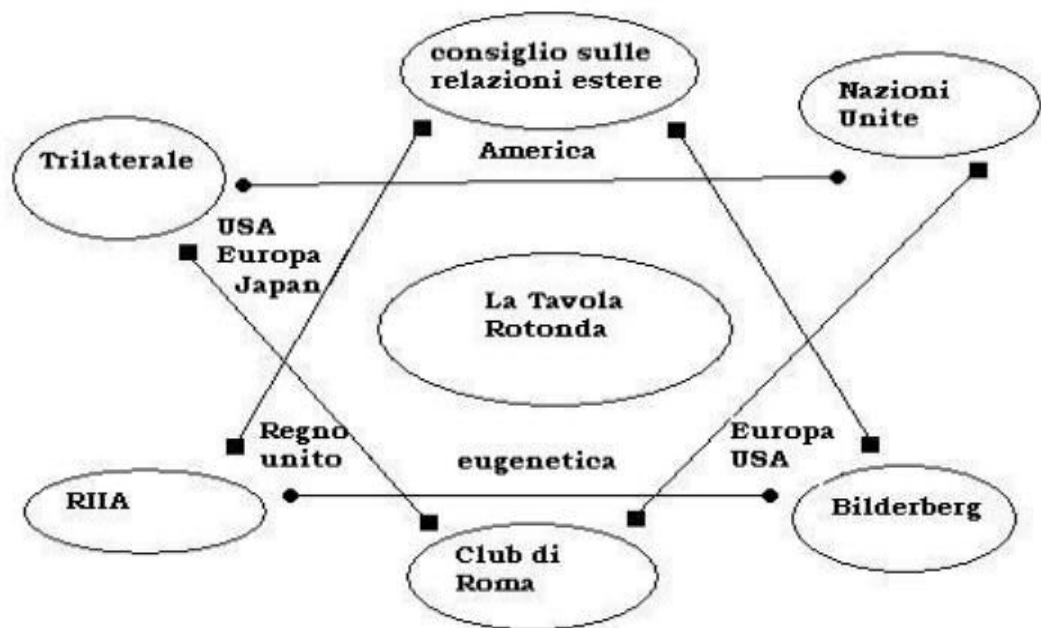 consiglio sulle
relazioni estere
Nazioni
Unite
America
Trilaterale
USA
Europa
Japan
La Tavola
Rotonda
Regno
unito
eugenetica
Europa
USA
RIIA
Bilderberg
Club di
Roma